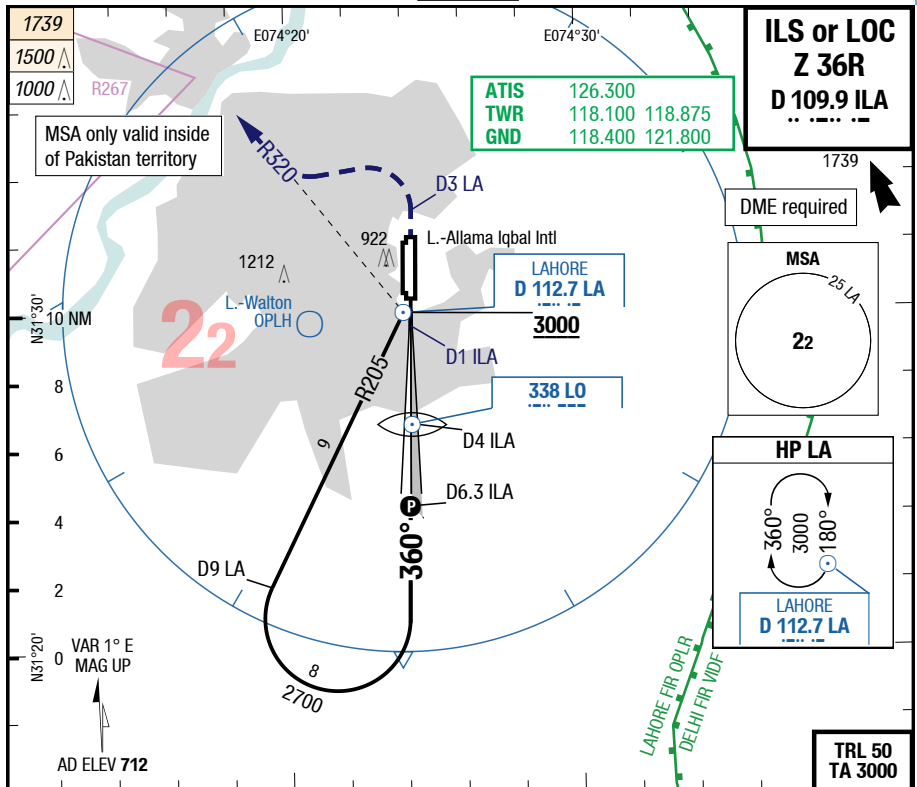 1739
1500
1000
R267
E074°20'
E074°30'
ILS or LOC
Z 36R
D 109.9 ILA
ATIS 126.300
TWR 118.100 118.875
GND 118.400 121.800
MSA only valid inside
of Pakistan territory
1739
R320
D3 LA
DME required
922
L.-Allama Iqbal Intl
1212
MSA
25 LA
22
LAHORE
D 112.7 LA
L.-Walton
OPLH
22
N31°30'
10 NM
3000
D1 ILA
R205
338 LO
8
9
D4 ILA
6
HP LA
D6.3 ILA
P
4
360°
360°
3000
180°
D9 LA
2
LAHORE
D 112.7 LA
N31°20'
0
VAR 1° E
MAG UP
8
2700
LAHORE FIR OPLR
DELHI FIR VIDF
AD ELEV 712
TRL 50
TA 3000